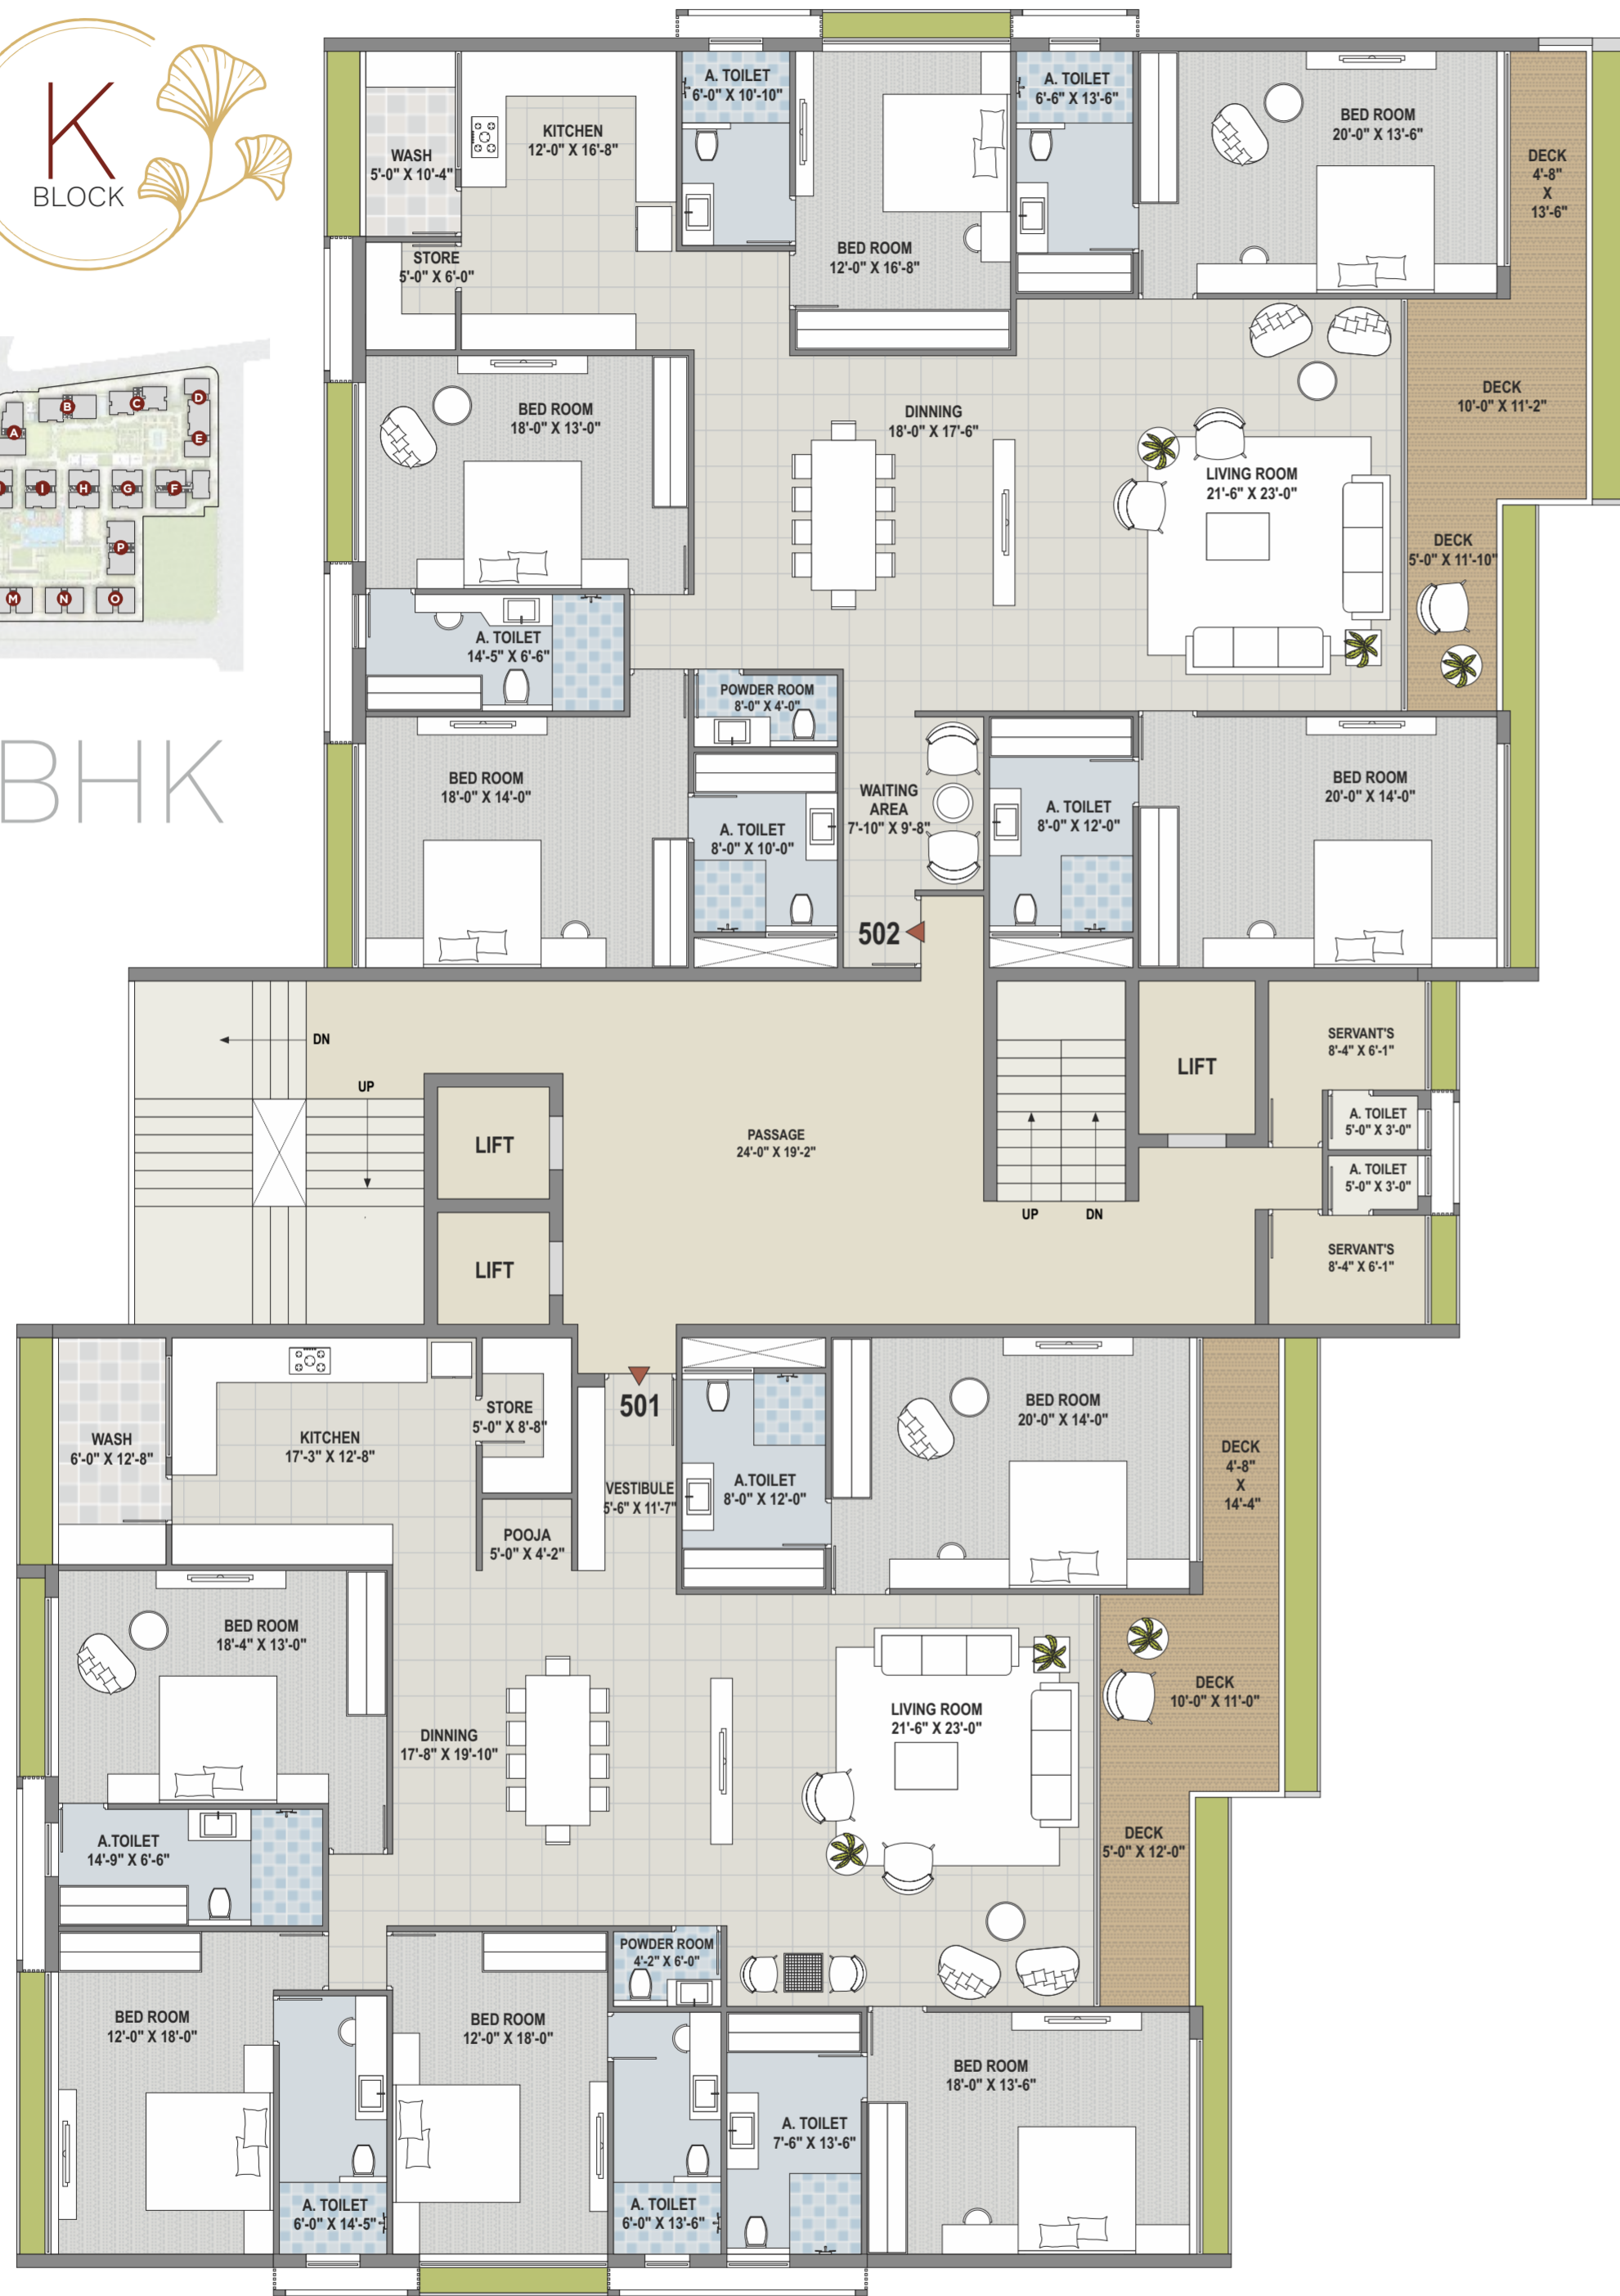 K
BLOCK
A
B
C
D
E
I
H
G
F
P
M
N
O
BHK
A. TOILET
6'-0" X 10'-10"
A. TOILET
6'-6" X 13'-6"
BED ROOM
20'-0" X 13'-6"
KITCHEN
12'-0" X 16'-8"
WASH
5'-0" X 10'-4"
DECK
4'-8"
X
13'-6"
BED ROOM
12'-0" X 16'-8"
STORE
5'-0" X 6'-0"
BED ROOM
18'-0" X 13'-0"
DINNING
18'-0" X 17'-6"
DECK
10'-0" X 11'-2"
LIVING ROOM
21'-6" X 23'-0"
DECK
5'-0" X 11'-10"
A. TOILET
14'-5" X 6'-6"
POWDER ROOM
8'-0" X 4'-0"
BED ROOM
18'-0" X 14'-0"
WAITING
AREA
7'-10" X 9'-8"
A. TOILET
8'-0" X 10'-0"
A. TOILET
8'-0" X 12'-0"
BED ROOM
20'-0" X 14'-0"
502
DN
UP
LIFT
LIFT
PASSAGE
24'-0" X 19'-2"
UP
DN
LIFT
SERVANT'S
8'-4" X 6'-1"
A. TOILET
5'-0" X 3'-0"
A. TOILET
5'-0" X 3'-0"
SERVANT'S
8'-4" X 6'-1"
501
WASH
6'-0" X 12'-8"
KITCHEN
17'-3" X 12'-8"
STORE
5'-0" X 8'-8"
VESTIBULE
5'-6" X 11'-7"
POOJA
5'-0" X 4'-2"
A.TOILET
8'-0" X 12'-0"
BED ROOM
20'-0" X 14'-0"
DECK
4'-8"
X
14'-4"
BED ROOM
18'-4" X 13'-0"
DINNING
17'-8" X 19'-10"
LIVING ROOM
21'-6" X 23'-0"
DECK
10'-0" X 11'-0"
DECK
5'-0" X 12'-0"
A.TOILET
14'-9" X 6'-6"
POWDER ROOM
4'-2" X 6'-0"
BED ROOM
12'-0" X 18'-0"
BED ROOM
12'-0" X 18'-0"
BED ROOM
18'-0" X 13'-6"
A. TOILET
7'-6" X 13'-6"
A. TOILET
6'-0" X 14'-5"
A. TOILET
6'-0" X 13'-6"